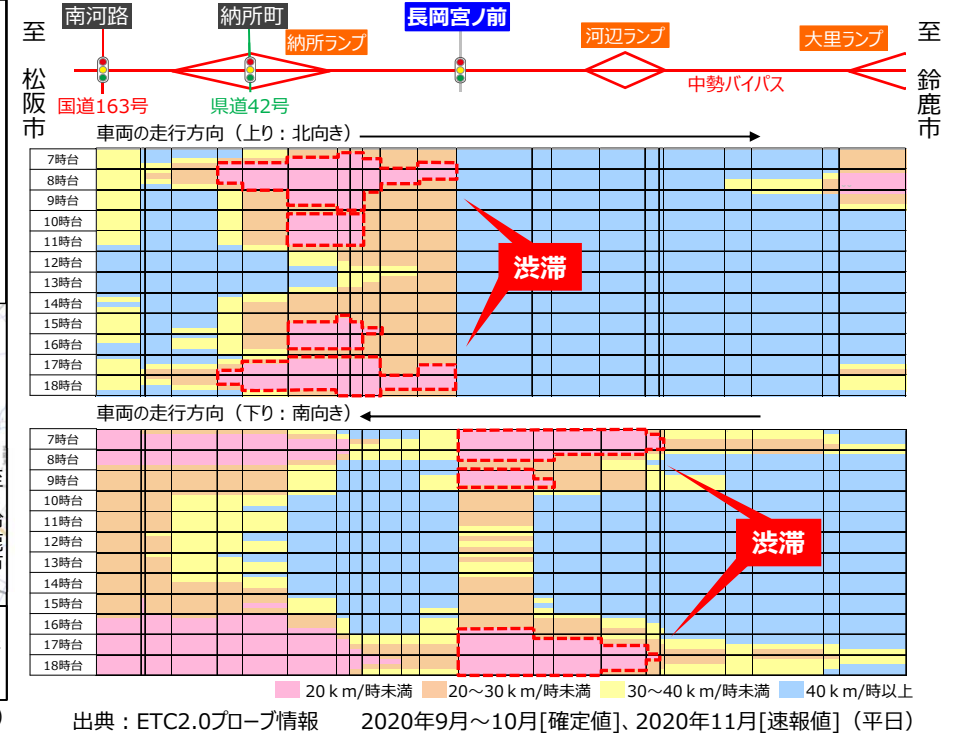 南河路
納所町
長岡宮ノ前
納所ランプ
河辺ランプ
大里ランプ
至 松阪市
至 鈴鹿市
国道163号
県道42号
中勢バイパス
車両の走行方向（上り：北向き）
7時台
8時台
9時台
10時台
11時台
12時台
13時台
14時台
15時台
16時台
17時台
18時台
渋滞
車両の走行方向（下り：南向き）
7時台
8時台
9時台
10時台
11時台
12時台
13時台
14時台
15時台
16時台
17時台
18時台
渋滞
20ｋｍ/時未満 20～30ｋｍ/時未満 30～40ｋｍ/時未満 40ｋｍ/時以上
出典：ETC2.0プローブ情報 2020年9月～10月[確定値]、2020年11月[速報値]（平日）